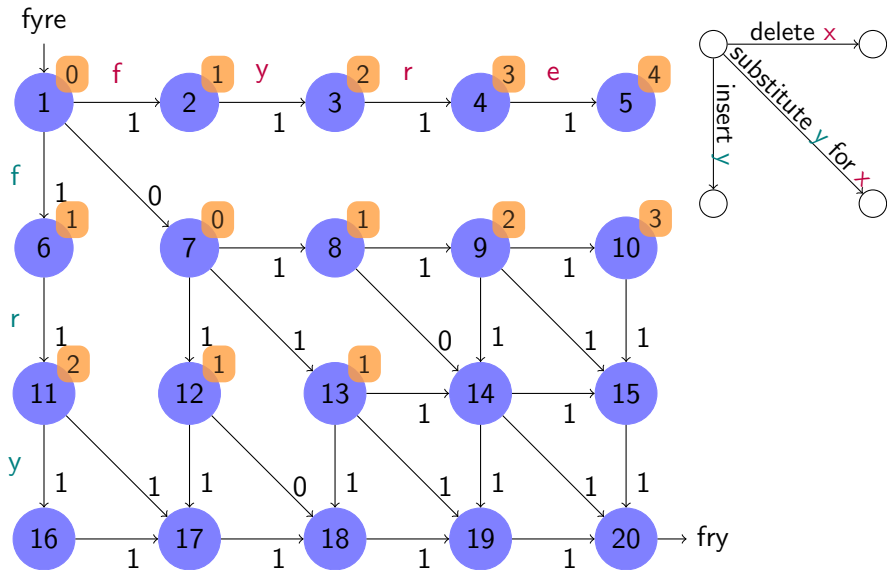 fyre
0 f 1 y 2 r 3 e 4
1 2 3 4 5
1 1 1 1
f 1 0
1 0 1 2 3
6 7 8 9 10
1 1 1
r 1 1 1 0 1 1 1
2 1 1
11 12 13 14 15
1 1
y 1 1 1 0 1 1 1 1 1
16 17 18 19 20 fry
1 1 1 1
delete x
substitute y for x
insert y